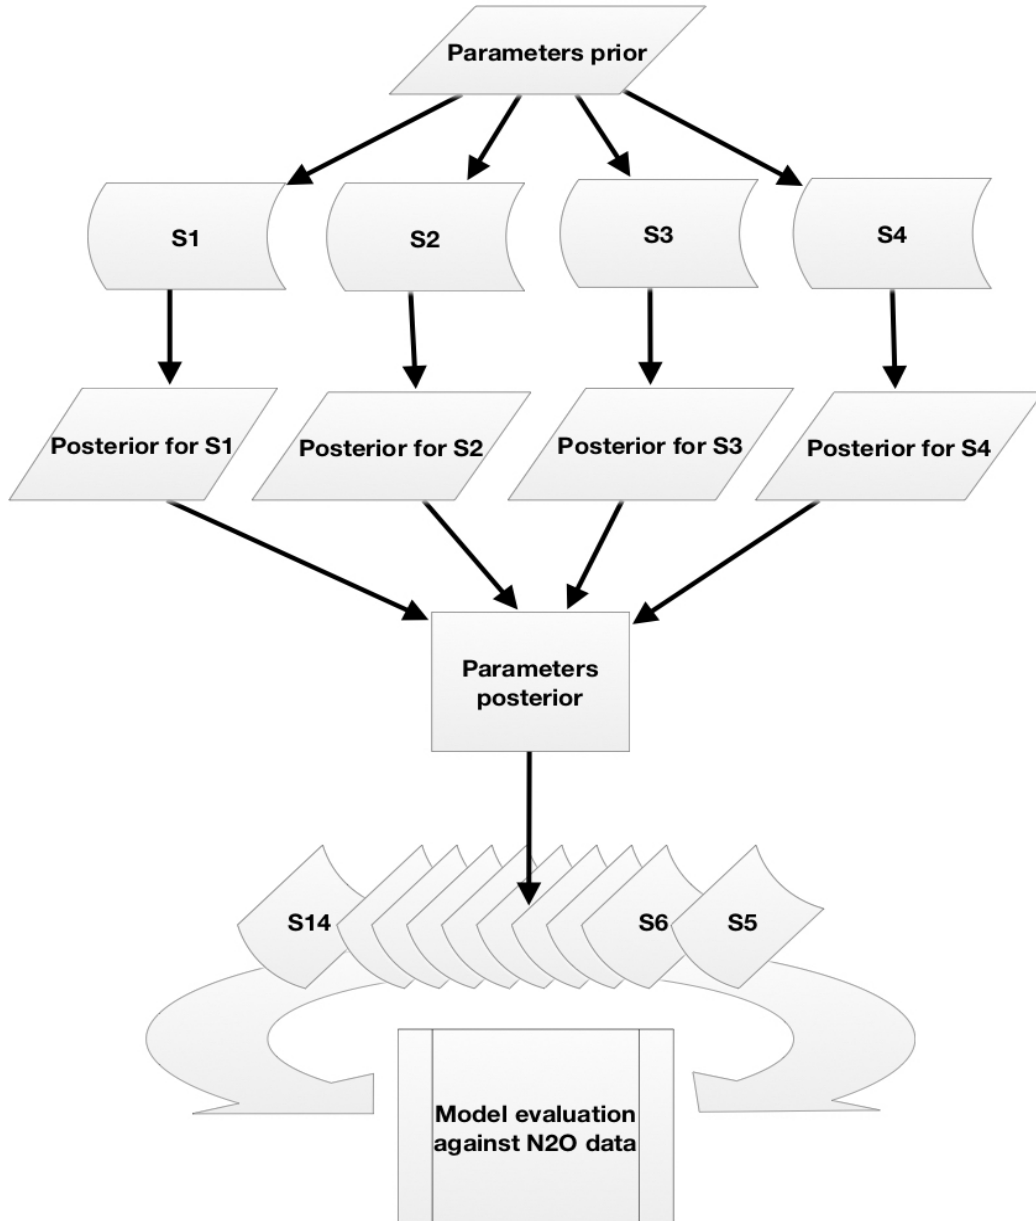 Parameters prior
S1
S2
S3
S4
Posterior for S1
Posterior for S2
Posterior for S3
Posterior for S4
Parameters
posterior
S14
S6
S5
Model evaluation
against N2O data